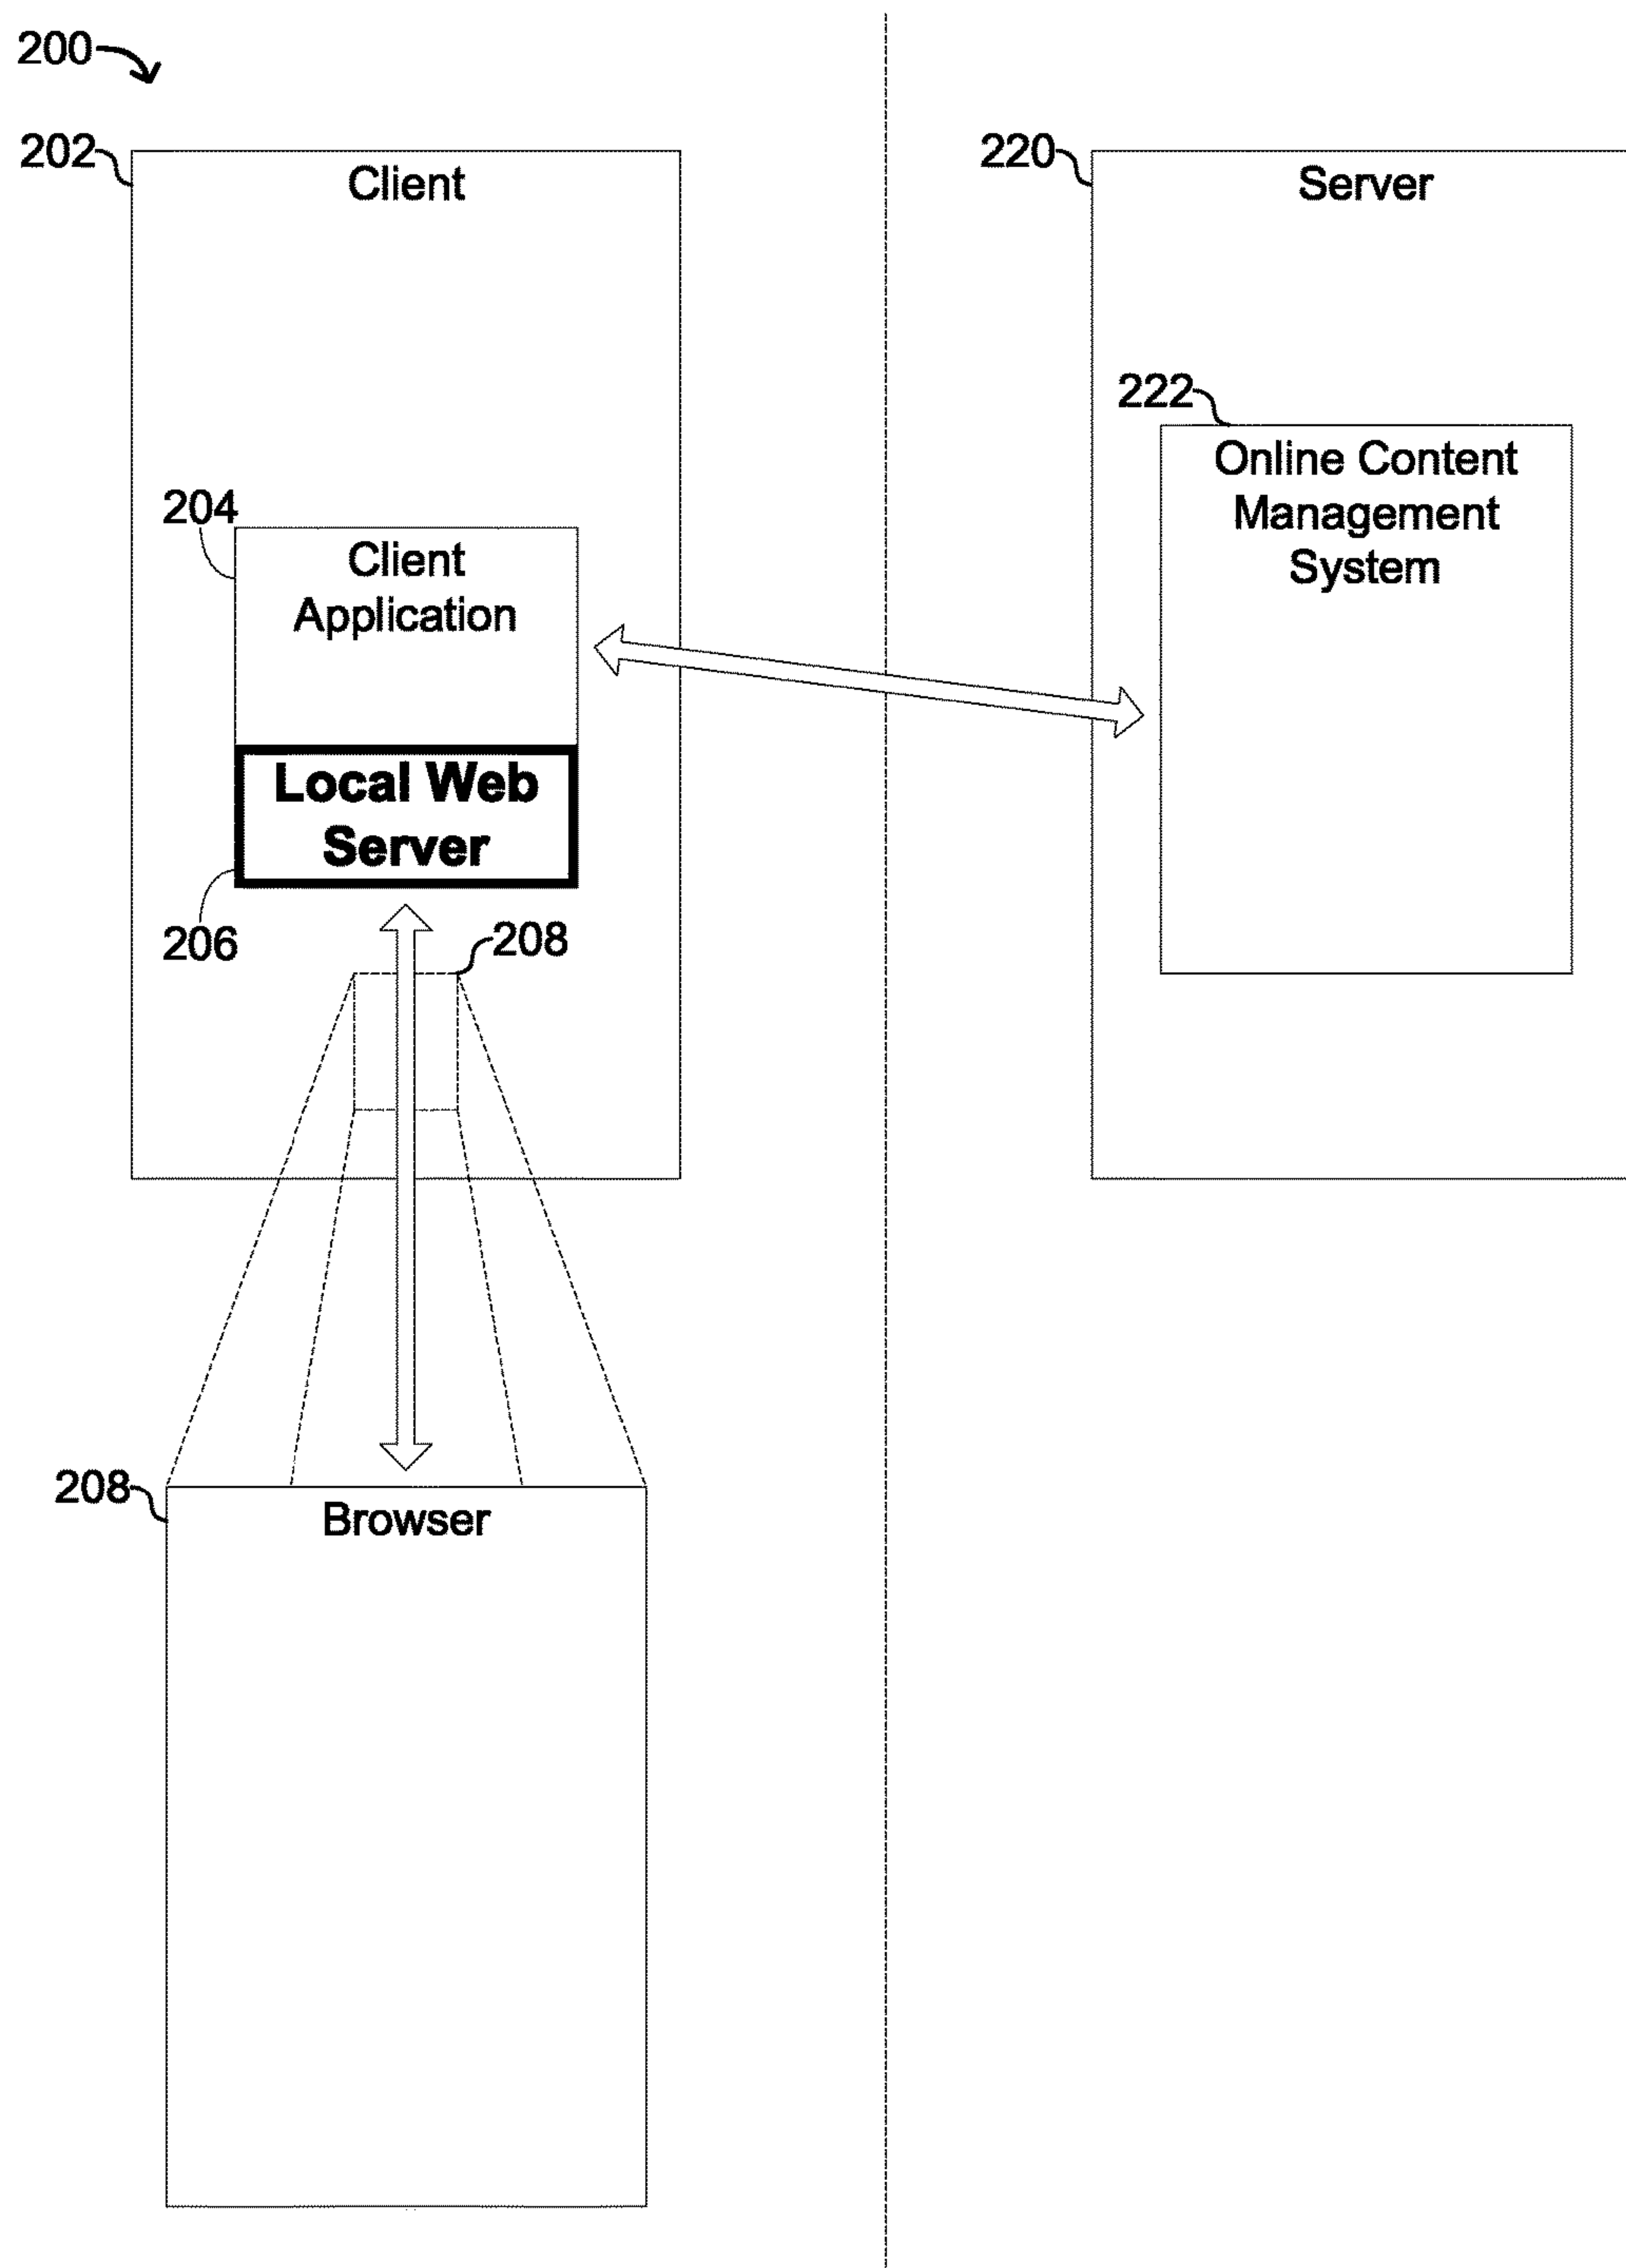 200
202
Client
220
Server
222
Online Content
Management
System
204
Client
Application
Local Web
Server
206
208
208
Browser